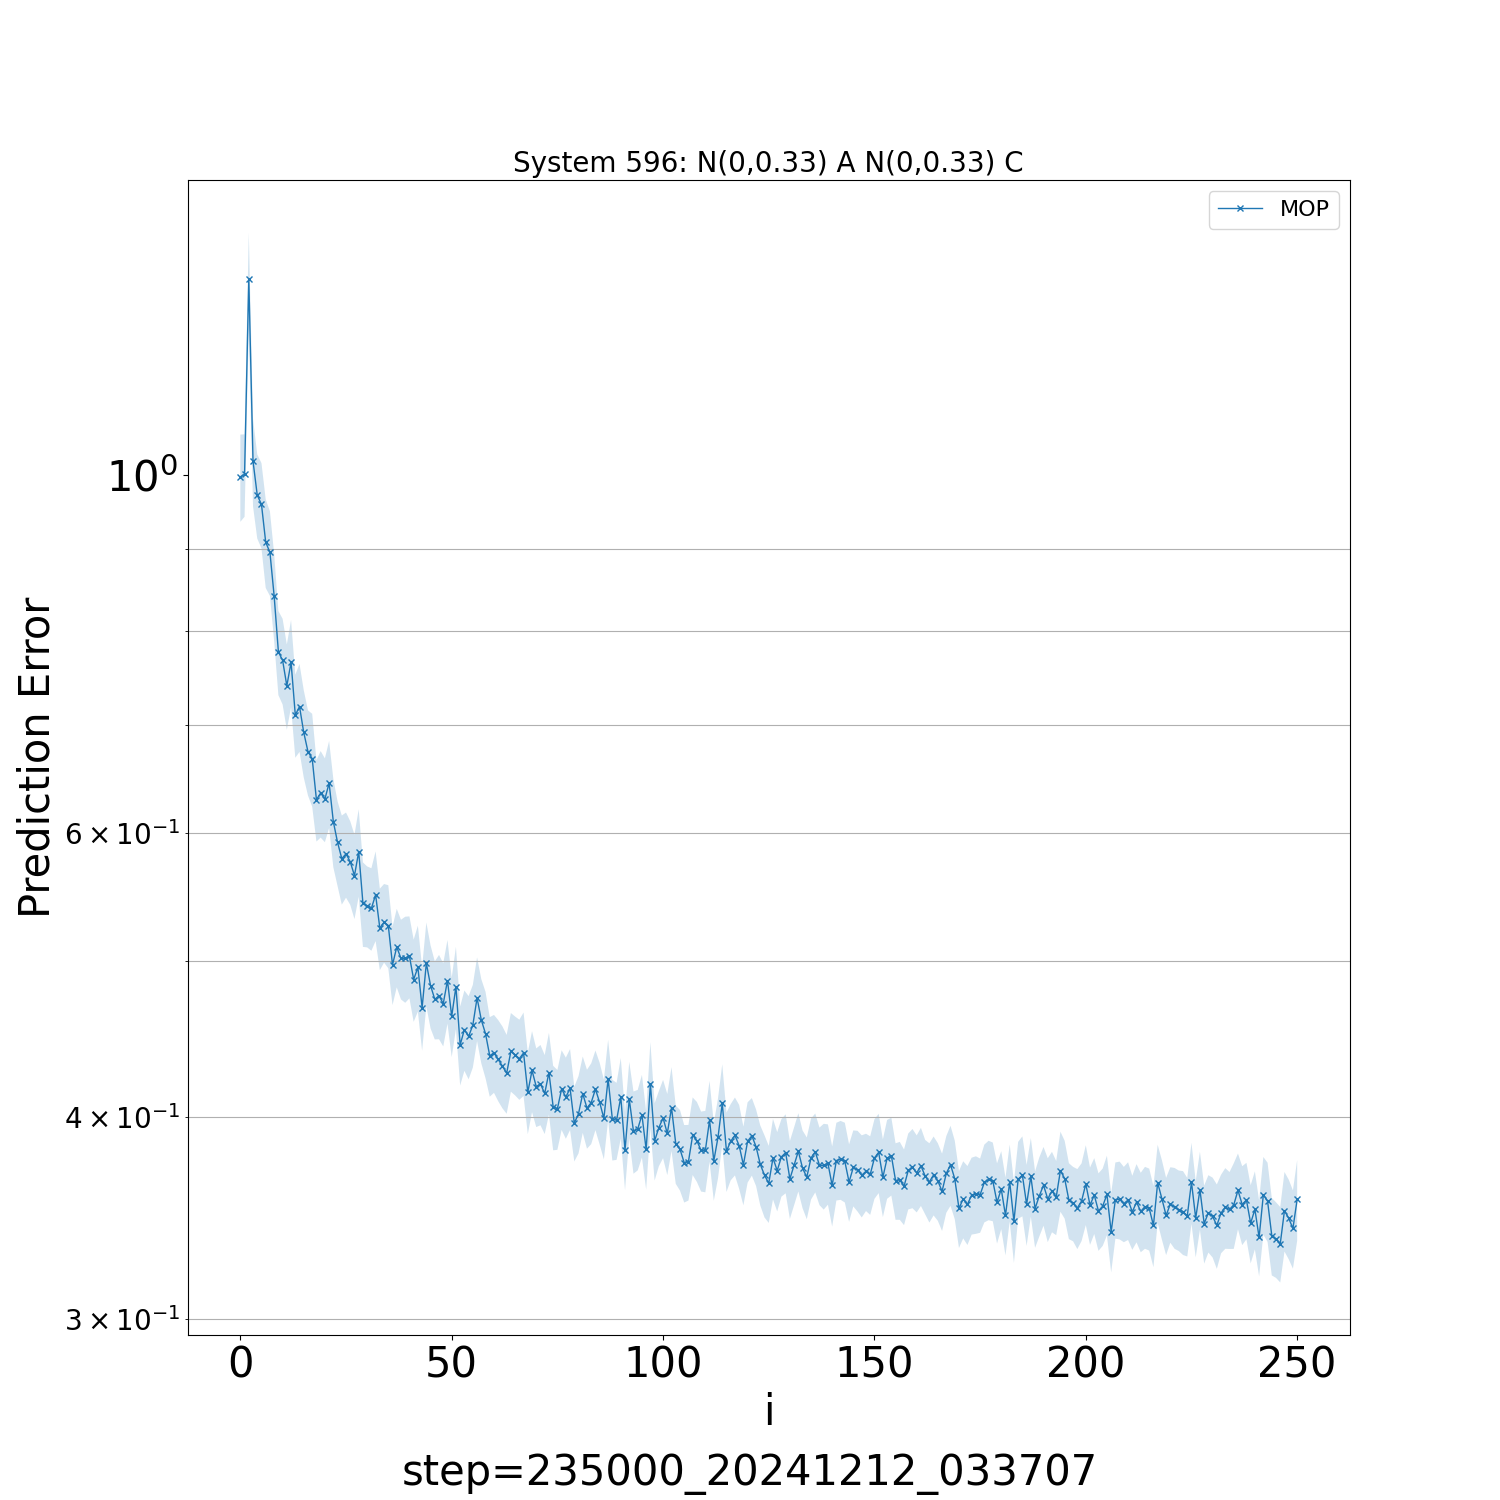 System 596: N(0,0.33) A N(0,0.33) C
MOP
10⁰
6 × 10⁻¹
4 × 10⁻¹
3 × 10⁻¹
Prediction Error
0 50 100 150 200 250
i
step=235000_20241212_033707